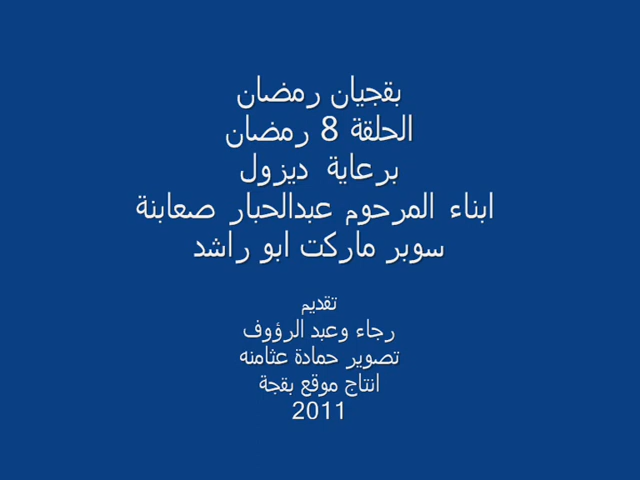 بقجيان رمضان
الحلقة 8 رمضان
برعاية ديزول
ابناء المرحوم عبدالحبار صعابنة
سوبر ماركت ابو راشد
تقديم
رجاء وعبد الرؤوف
تصوير حمادة عثامنه
انتاج موقع بقجة
2011